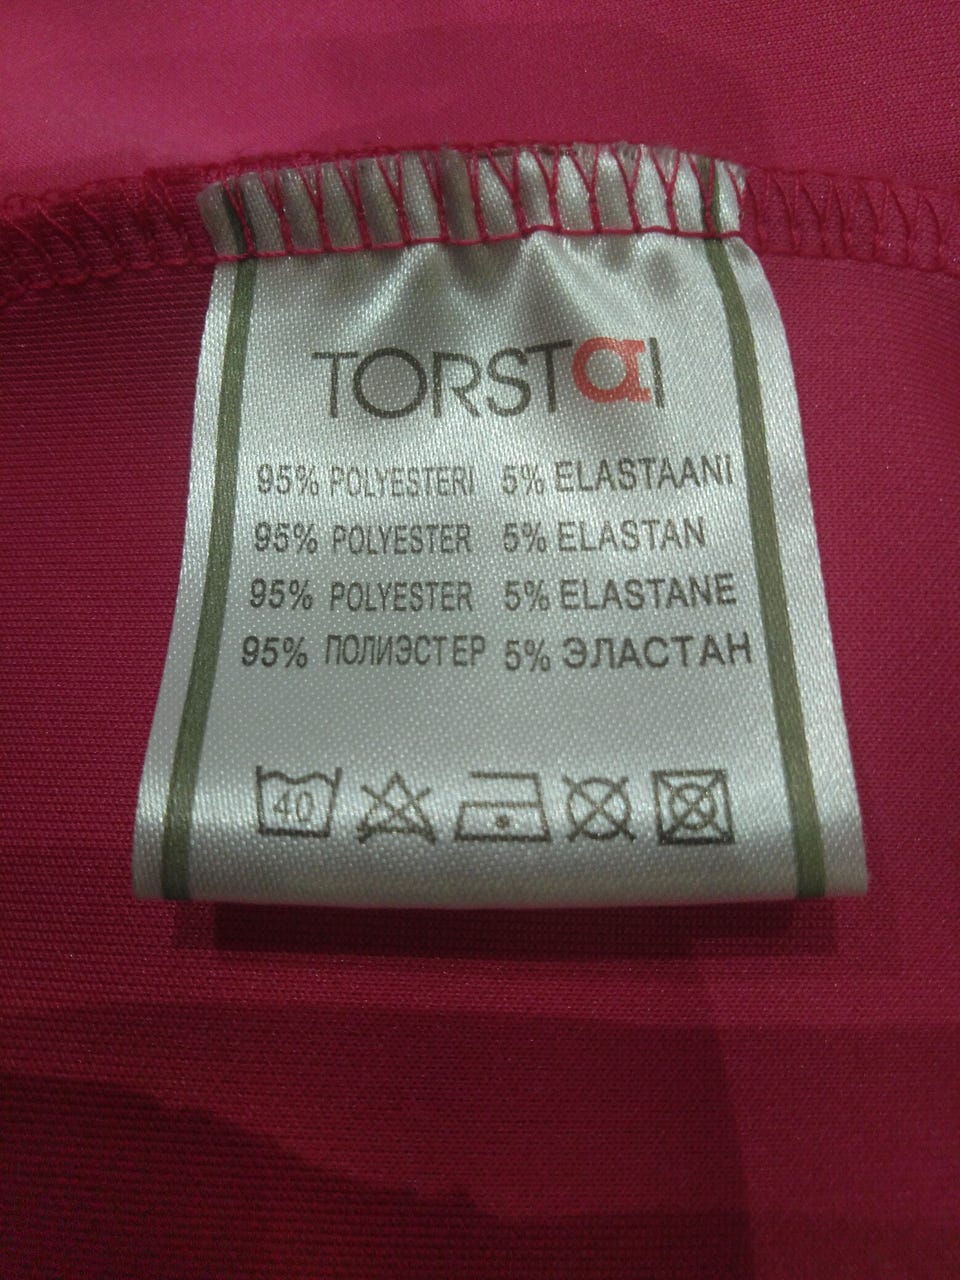 TORSTAI
95% POLYESTERI 5% ELASTAANI
95% POLYESTER 5% ELASTAN
95% POLYESTER 5% ELASTANE
95% ПОЛИЭСТЕР 5% ЭЛАСТАН
40